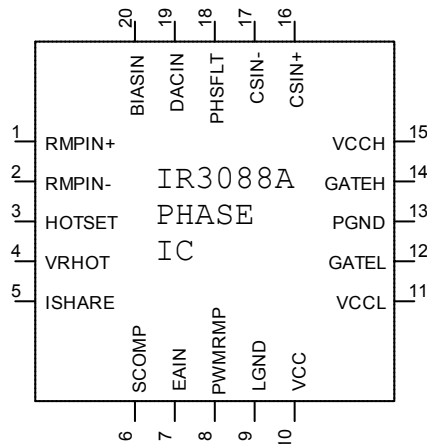 20 19 18 17 16
BIASIN DACIN PHSFLT CSIN- CSIN+
1 RMPIN+
2 RMPIN-
3 HOTSET
4 VRHOT
5 ISHARE
IR3088A
PHASE
IC
VCCH 15
GATEH 14
PGND 13
GATEL 12
VCCL 11
SCOMP EAIN PWMRMP LGND VCC
6 7 8 9 10